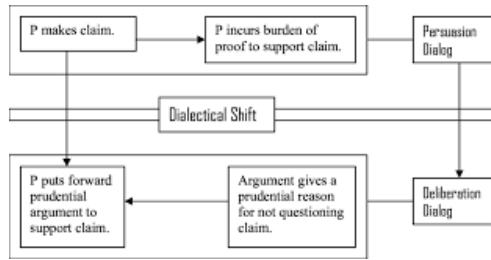 P makes claim.
P incurs burden of
proof to support claim.
Persuasion
Dialog
Dialectical Shift
P puts forward
prudential
argument to
support claim.
Argument gives a
prudential reason
for not questioning
claim.
Deliberation
Dialog